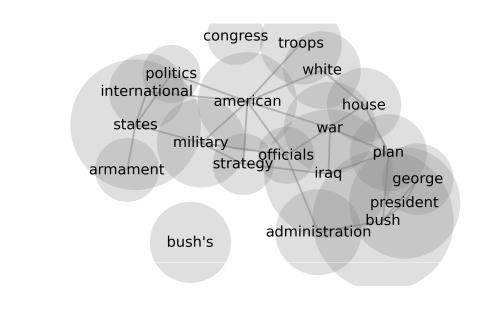 congress
troops
white
politics
international
american
house
states
war
military
officials
plan
strategy
armament
iraq
george
president
bush
administration
bush's